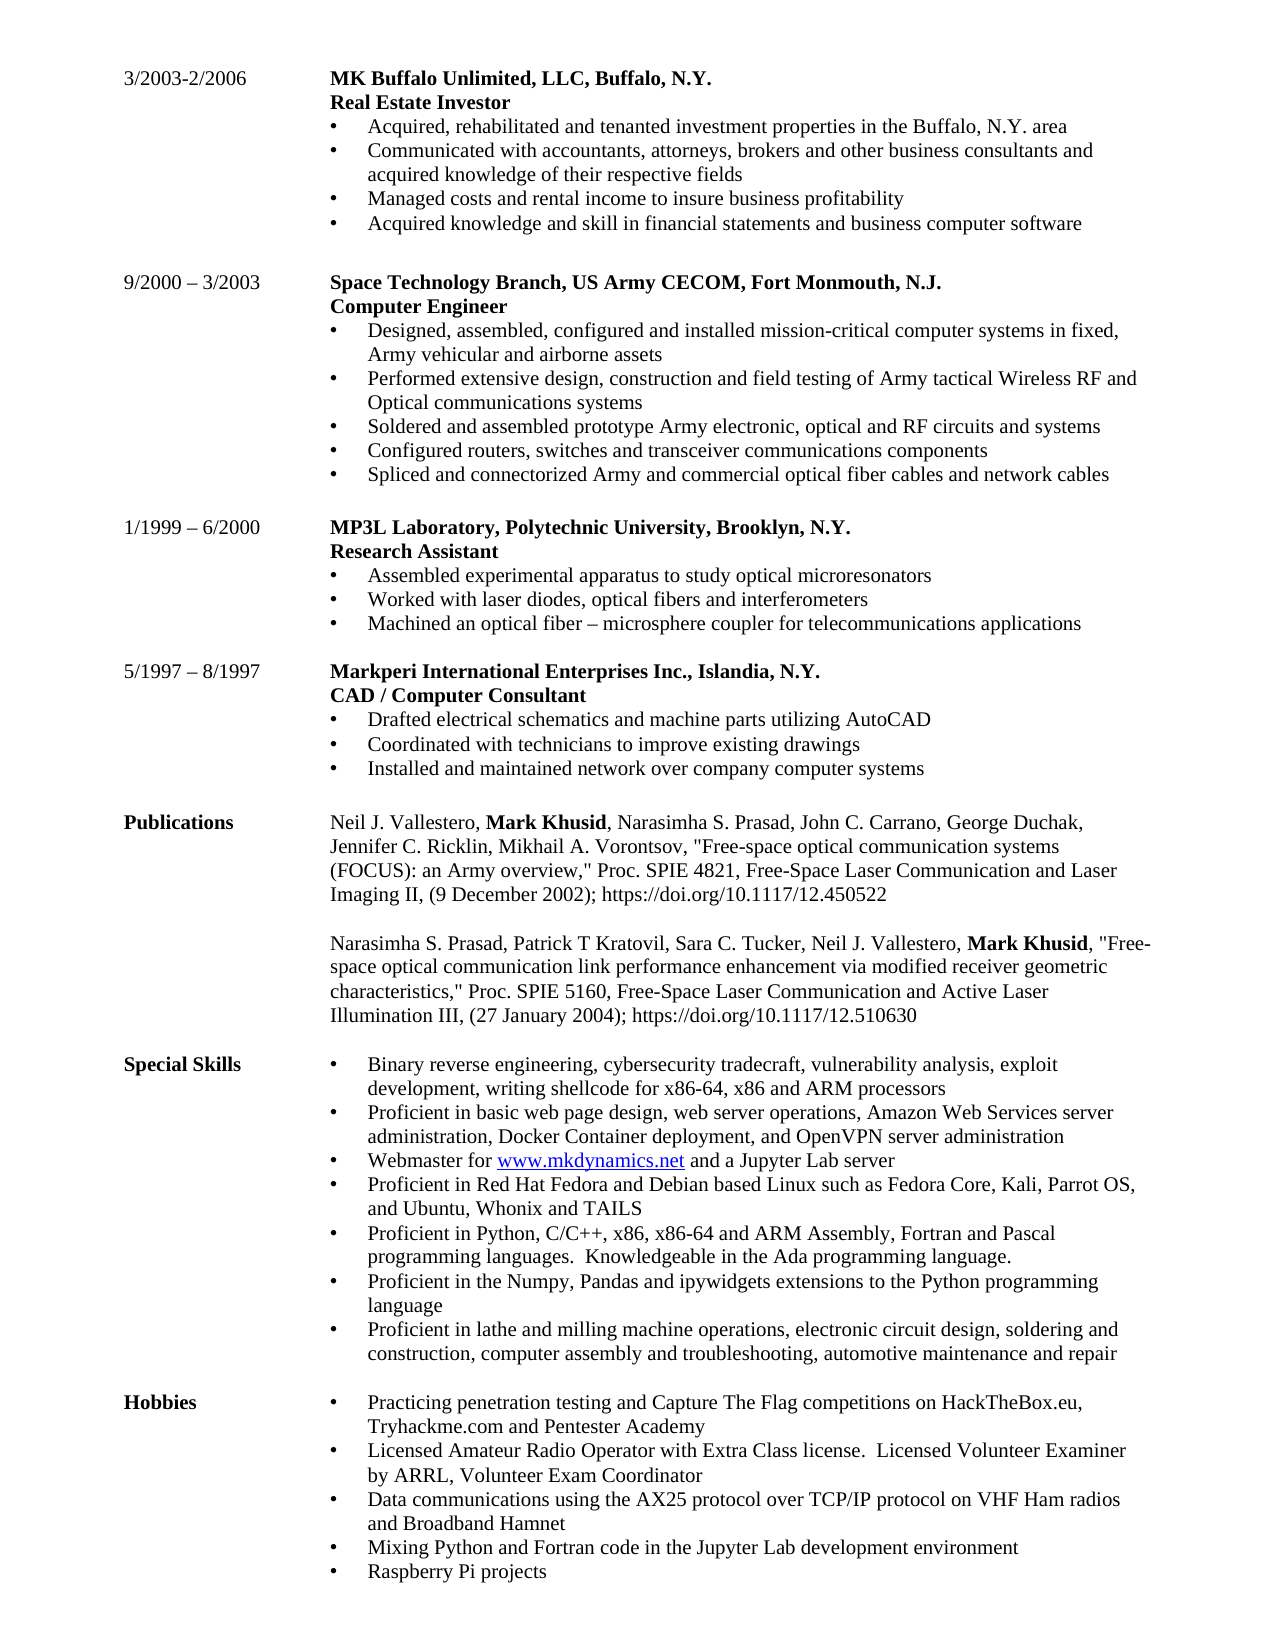 3/2003-2/2006 MK Buffalo Unlimited, LLC, Buffalo, N.Y.
Real Estate Investor
• Acquired, rehabilitated and tenanted investment properties in the Buffalo, N.Y. area
• Communicated with accountants, attorneys, brokers and other business consultants and
acquired knowledge of their respective fields
• Managed costs and rental income to insure business profitability
• Acquired knowledge and skill in financial statements and business computer software
9/2000 – 3/2003 Space Technology Branch, US Army CECOM, Fort Monmouth, N.J.
Computer Engineer
• Designed, assembled, configured and installed mission-critical computer systems in fixed,
Army vehicular and airborne assets
• Performed extensive design, construction and field testing of Army tactical Wireless RF and
Optical communications systems
• Soldered and assembled prototype Army electronic, optical and RF circuits and systems
• Configured routers, switches and transceiver communications components
• Spliced and connectorized Army and commercial optical fiber cables and network cables
1/1999 – 6/2000 MP3L Laboratory, Polytechnic University, Brooklyn, N.Y.
Research Assistant
• Assembled experimental apparatus to study optical microresonators
• Worked with laser diodes, optical fibers and interferometers
• Machined an optical fiber – microsphere coupler for telecommunications applications
5/1997 – 8/1997 Markperi International Enterprises Inc., Islandia, N.Y.
CAD / Computer Consultant
• Drafted electrical schematics and machine parts utilizing AutoCAD
• Coordinated with technicians to improve existing drawings
• Installed and maintained network over company computer systems
Publications Neil J. Vallestero, Mark Khusid, Narasimha S. Prasad, John C. Carrano, George Duchak,
Jennifer C. Ricklin, Mikhail A. Vorontsov, "Free-space optical communication systems
(FOCUS): an Army overview," Proc. SPIE 4821, Free-Space Laser Communication and Laser
Imaging II, (9 December 2002); https://doi.org/10.1117/12.450522
Narasimha S. Prasad, Patrick T Kratovil, Sara C. Tucker, Neil J. Vallestero, Mark Khusid, "Free-
space optical communication link performance enhancement via modified receiver geometric
characteristics," Proc. SPIE 5160, Free-Space Laser Communication and Active Laser
Illumination III, (27 January 2004); https://doi.org/10.1117/12.510630
Special Skills • Binary reverse engineering, cybersecurity tradecraft, vulnerability analysis, exploit
development, writing shellcode for x86-64, x86 and ARM processors
• Proficient in basic web page design, web server operations, Amazon Web Services server
administration, Docker Container deployment, and OpenVPN server administration
• Webmaster for www.mkdynamics.net and a Jupyter Lab server
• Proficient in Red Hat Fedora and Debian based Linux such as Fedora Core, Kali, Parrot OS,
and Ubuntu, Whonix and TAILS
• Proficient in Python, C/C++, x86, x86-64 and ARM Assembly, Fortran and Pascal
programming languages.  Knowledgeable in the Ada programming language.
• Proficient in the Numpy, Pandas and ipywidgets extensions to the Python programming
language
• Proficient in lathe and milling machine operations, electronic circuit design, soldering and
construction, computer assembly and troubleshooting, automotive maintenance and repair
Hobbies • Practicing penetration testing and Capture The Flag competitions on HackTheBox.eu,
Tryhackme.com and Pentester Academy
• Licensed Amateur Radio Operator with Extra Class license.  Licensed Volunteer Examiner
by ARRL, Volunteer Exam Coordinator
• Data communications using the AX25 protocol over TCP/IP protocol on VHF Ham radios
and Broadband Hamnet
• Mixing Python and Fortran code in the Jupyter Lab development environment
• Raspberry Pi projects